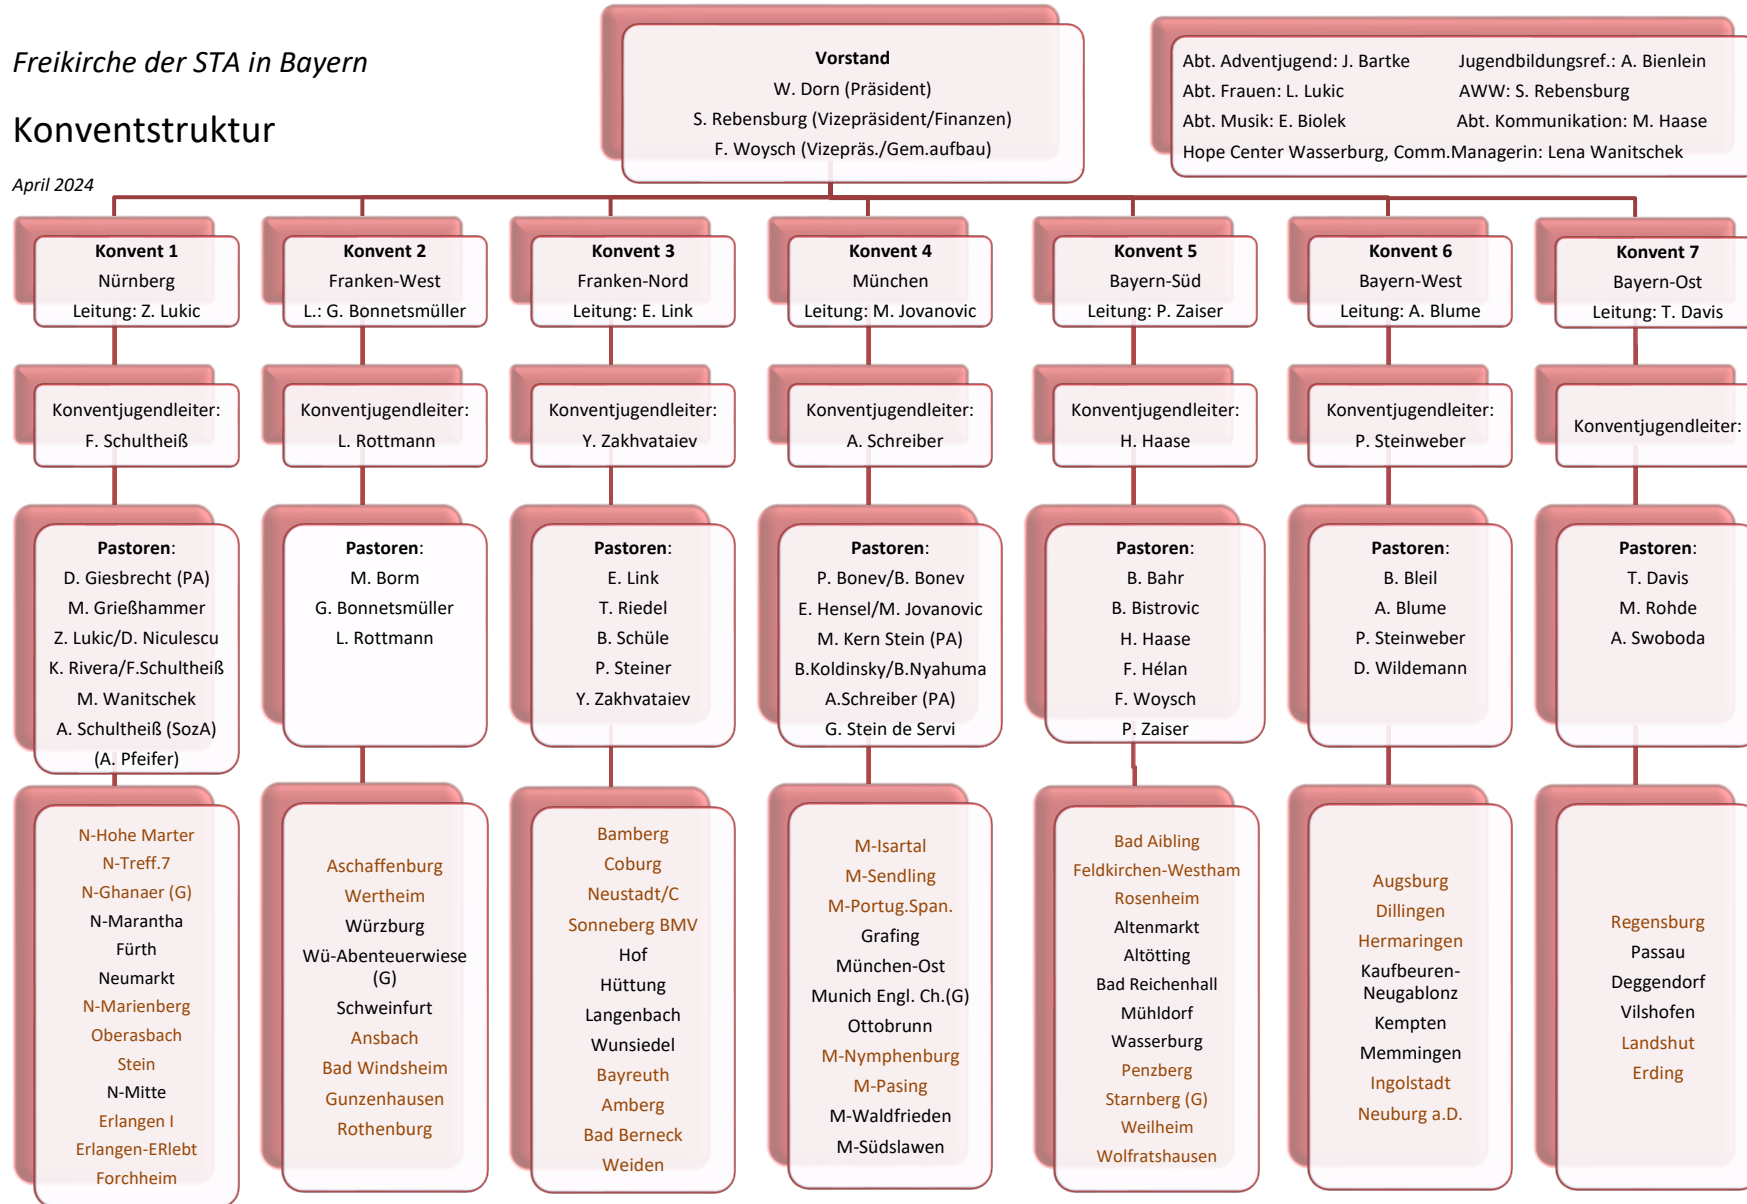 Freikirche der STA in Bayern
Konventstruktur
April 2024
Vorstand
W. Dorn (Präsident)
S. Rebensburg (Vizepräsident/Finanzen)
F. Woysch (Vizepräs./Gem.aufbau)
Abt. Adventjugend: J. Bartke Jugendbildungsref.: A. Bienlein
Abt. Frauen: L. Lukic AWW: S. Rebensburg
Abt. Musik: E. Biolek Abt. Kommunikation: M. Haase
Hope Center Wasserburg, Comm.Managerin: Lena Wanitschek
Konvent 1
Nürnberg
Leitung: Z. Lukic
Konventjugendleiter:
F. Schultheiß
Pastoren:
D. Giesbrecht (PA)
M. Grießhammer
Z. Lukic/D. Niculescu
K. Rivera/F.Schultheiß
M. Wanitschek
A. Schultheiß (SozA)
(A. Pfeifer)
N-Hohe Marter
N-Treff.7
N-Ghanaer (G)
N-Marantha
Fürth
Neumarkt
N-Marienberg
Oberasbach
Stein
N-Mitte
Erlangen I
Erlangen-ERlebt
Forchheim
Konvent 2
Franken-West
L.: G. Bonnetsmüller
Konventjugendleiter:
L. Rottmann
Pastoren:
M. Borm
G. Bonnetsmüller
L. Rottmann
Aschaffenburg
Wertheim
Würzburg
Wü-Abenteuerwiese
(G)
Schweinfurt
Ansbach
Bad Windsheim
Gunzenhausen
Rothenburg
Konvent 3
Franken-Nord
Leitung: E. Link
Konventjugendleiter:
Y. Zakhvataiev
Pastoren:
E. Link
T. Riedel
B. Schüle
P. Steiner
Y. Zakhvataiev
Bamberg
Coburg
Neustadt/C
Sonneberg BMV
Hof
Hüttung
Langenbach
Wunsiedel
Bayreuth
Amberg
Bad Berneck
Weiden
Konvent 4
München
Leitung: M. Jovanovic
Konventjugendleiter:
A. Schreiber
Pastoren:
P. Bonev/B. Bonev
E. Hensel/M. Jovanovic
M. Kern Stein (PA)
B.Koldinsky/B.Nyahuma
A.Schreiber (PA)
G. Stein de Servi
M-Isartal
M-Sendling
M-Portug.Span.
Grafing
München-Ost
Munich Engl. Ch.(G)
Ottobrunn
M-Nymphenburg
M-Pasing
M-Waldfrieden
M-Südslawen
Konvent 5
Bayern-Süd
Leitung: P. Zaiser
Konventjugendleiter:
H. Haase
Pastoren:
B. Bahr
B. Bistrovic
H. Haase
F. Hélan
F. Woysch
P. Zaiser
Bad Aibling
Feldkirchen-Westham
Rosenheim
Altenmarkt
Altötting
Bad Reichenhall
Mühldorf
Wasserburg
Penzberg
Starnberg (G)
Weilheim
Wolfratshausen
Konvent 6
Bayern-West
Leitung: A. Blume
Konventjugendleiter:
P. Steinweber
Pastoren:
B. Bleil
A. Blume
P. Steinweber
D. Wildemann
Augsburg
Dillingen
Hermaringen
Kaufbeuren-
Neugablonz
Kempten
Memmingen
Ingolstadt
Neuburg a.D.
Konvent 7
Bayern-Ost
Leitung: T. Davis
Konventjugendleiter:
Pastoren:
T. Davis
M. Rohde
A. Swoboda
Regensburg
Passau
Deggendorf
Vilshofen
Landshut
Erding